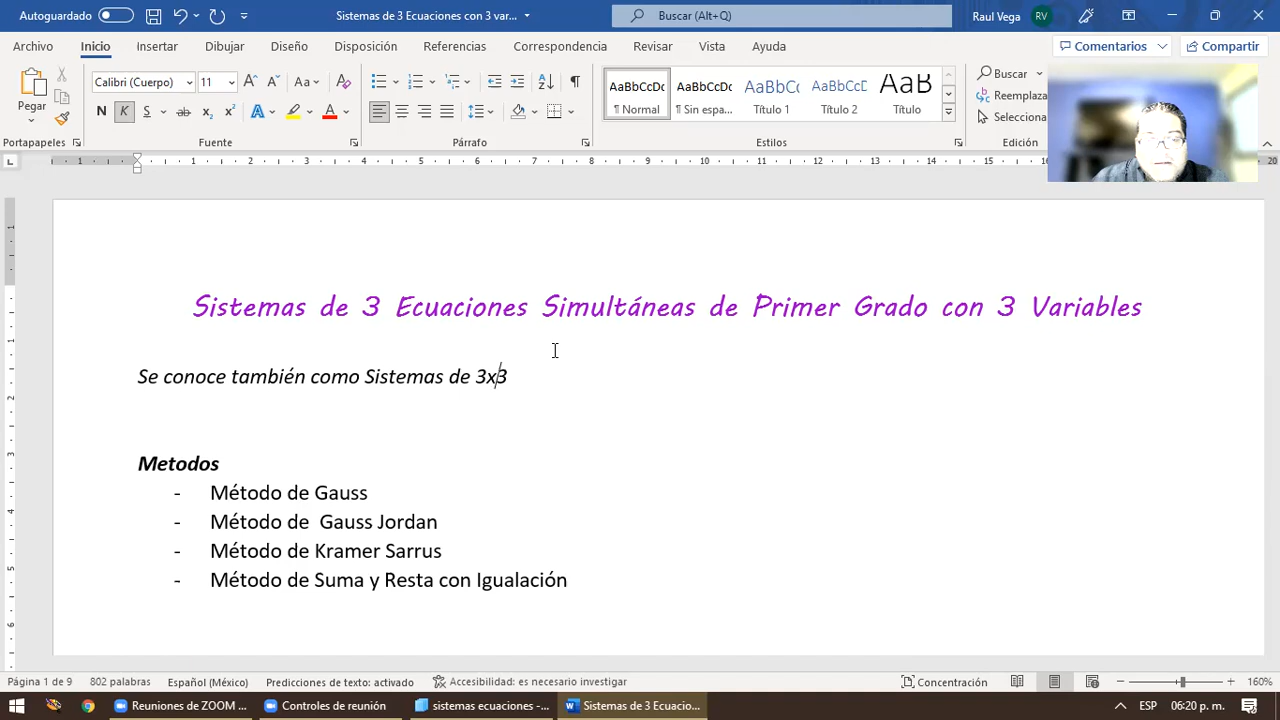 Autoguardado
Sistemas de 3 Ecuaciones con 3 var...
Buscar (Alt+Q)
Raul Vega
RV
Archivo
Inicio
Insertar
Dibujar
Diseño
Disposición
Referencias
Correspondencia
Revisar
Vista
Ayuda
Comentarios
Compartir
Pegar
Calibri (Cuerpo)
11
N K S ab x₂ x²
Aa
AaBbCcDc
AaBbCcDc
AaBbC(
AaBbCcE
AaB
¶ Normal
¶ Sin espa...
Título 1
Título 2
Título
Buscar
Reemplaza
Selecciona
Portapapeles
Fuente
Párrafo
Estilos
Sistemas de 3 Ecuaciones Simultáneas de Primer Grado con 3 Variables
Se conoce también como Sistemas de 3x3
Metodos
- Método de Gauss
- Método de  Gauss Jordan
- Método de Kramer Sarrus
- Método de Suma y Resta con Igualación
Página 1 de 9
802 palabras
Español (México)
Predicciones de texto: activado
Accesibilidad: es necesario investigar
Concentración
160%
Reuniones de ZOOM ...
Controles de reunión
sistemas ecuaciones -...
Sistemas de 3 Ecuacio...
ESP
06:20 p. m.